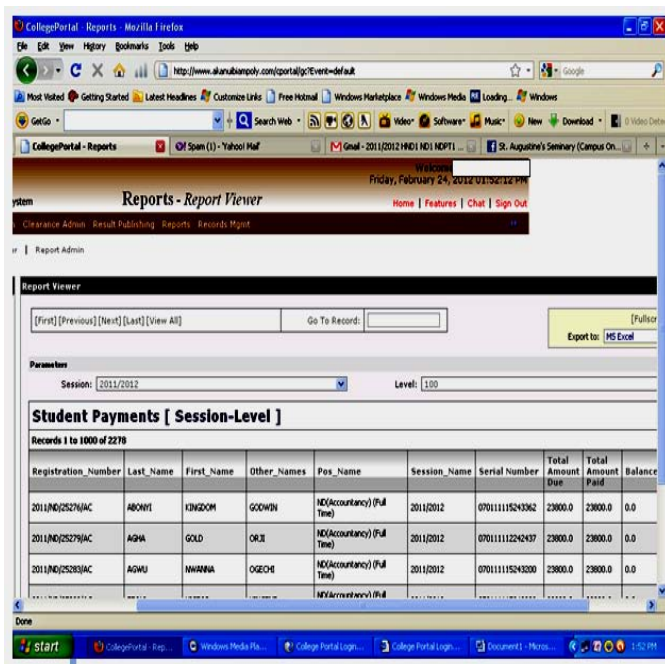 CollegePortal - Reports - Mozilla Firefox
File Edit View History Bookmarks Tools Help
http://www.akanuibiampoly.com/cportal/gc?Event=default
Google
Most Visited Getting Started Latest Headlines Customize Links Free Hotmail Windows Marketplace Windows Media Loading... Windows
GetGo Search Web Video Software Music New Download 0 Video Dete
CollegePortal - Reports Spam (1) - Yahoo! Mail Gmail - 2011/2012 HND1 ND1 NDPT1 ... St. Augustine's Seminary (Campus On...
Welcome
Friday, February 24, 2012 01:52:12 PM
ystem Reports - Report Viewer Home | Features | Chat | Sign Out
Clearance Admin Result Publishing Reports Records Mgmt
| Report Admin
Report Viewer
[First] [Previous] [Next] [Last] [View All] Go To Record: [Fullscr
Export to: MS Excel
Parameters
Session: 2011/2012 Level: 100
Student Payments [ Session-Level ]
Records 1 to 1000 of 2278
Registration_Number Last_Name First_Name Other_Names Pos_Name Session_Name Serial Number Total Amount Due Total Amount Paid Balance
2011/ND/25276/AC ABONYI KINGDOM GODWIN ND(Accountancy) (Full Time) 2011/2012 070111115243362 23800.0 23800.0 0.0
2011/ND/25279/AC AGHA GOLD ORJI ND(Accountancy) (Full Time) 2011/2012 070111112242437 23800.0 23800.0 0.0
2011/ND/25283/AC AGWU NWANNA OGECHI ND(Accountancy) (Full Time) 2011/2012 070111115243200 23800.0 23800.0 0.0
ND(Accountancy) (Full
Done
start CollegePortal - Rep... Windows Media Pla... College Portal Login... College Portal Login... Document1 - Micros... 1:52 PM